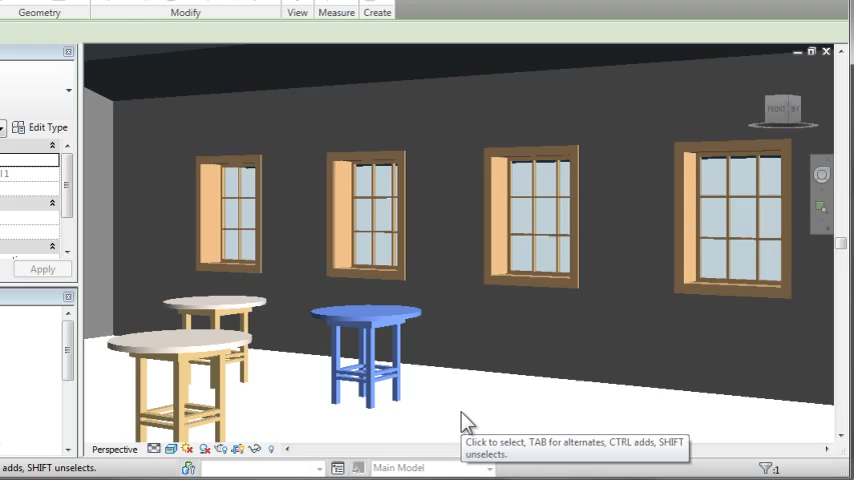 Geometry
Modify
View
Measure
Create
Edit Type
Apply
Perspective
Click to select, TAB for alternates, CTRL adds, SHIFT
unselects.
adds, SHIFT unselects.
Main Model
:1
FRONT